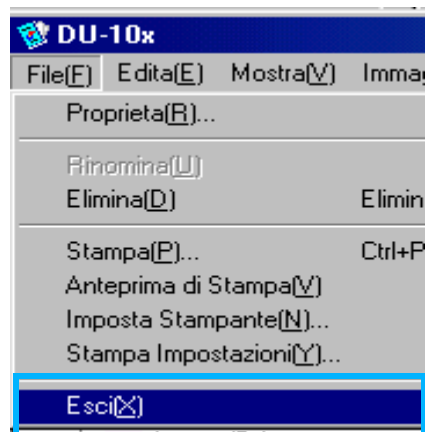 DU-10x
File(F) Edita(E) Mostra(V) Immag
Proprieta(R)...
Rinomina(U)
Elimina(D) Elimin
Stampa(P)... Ctrl+P
Anteprima di Stampa(V)
Imposta Stampante(N)...
Stampa Impostazioni(Y)...
Esci(X)